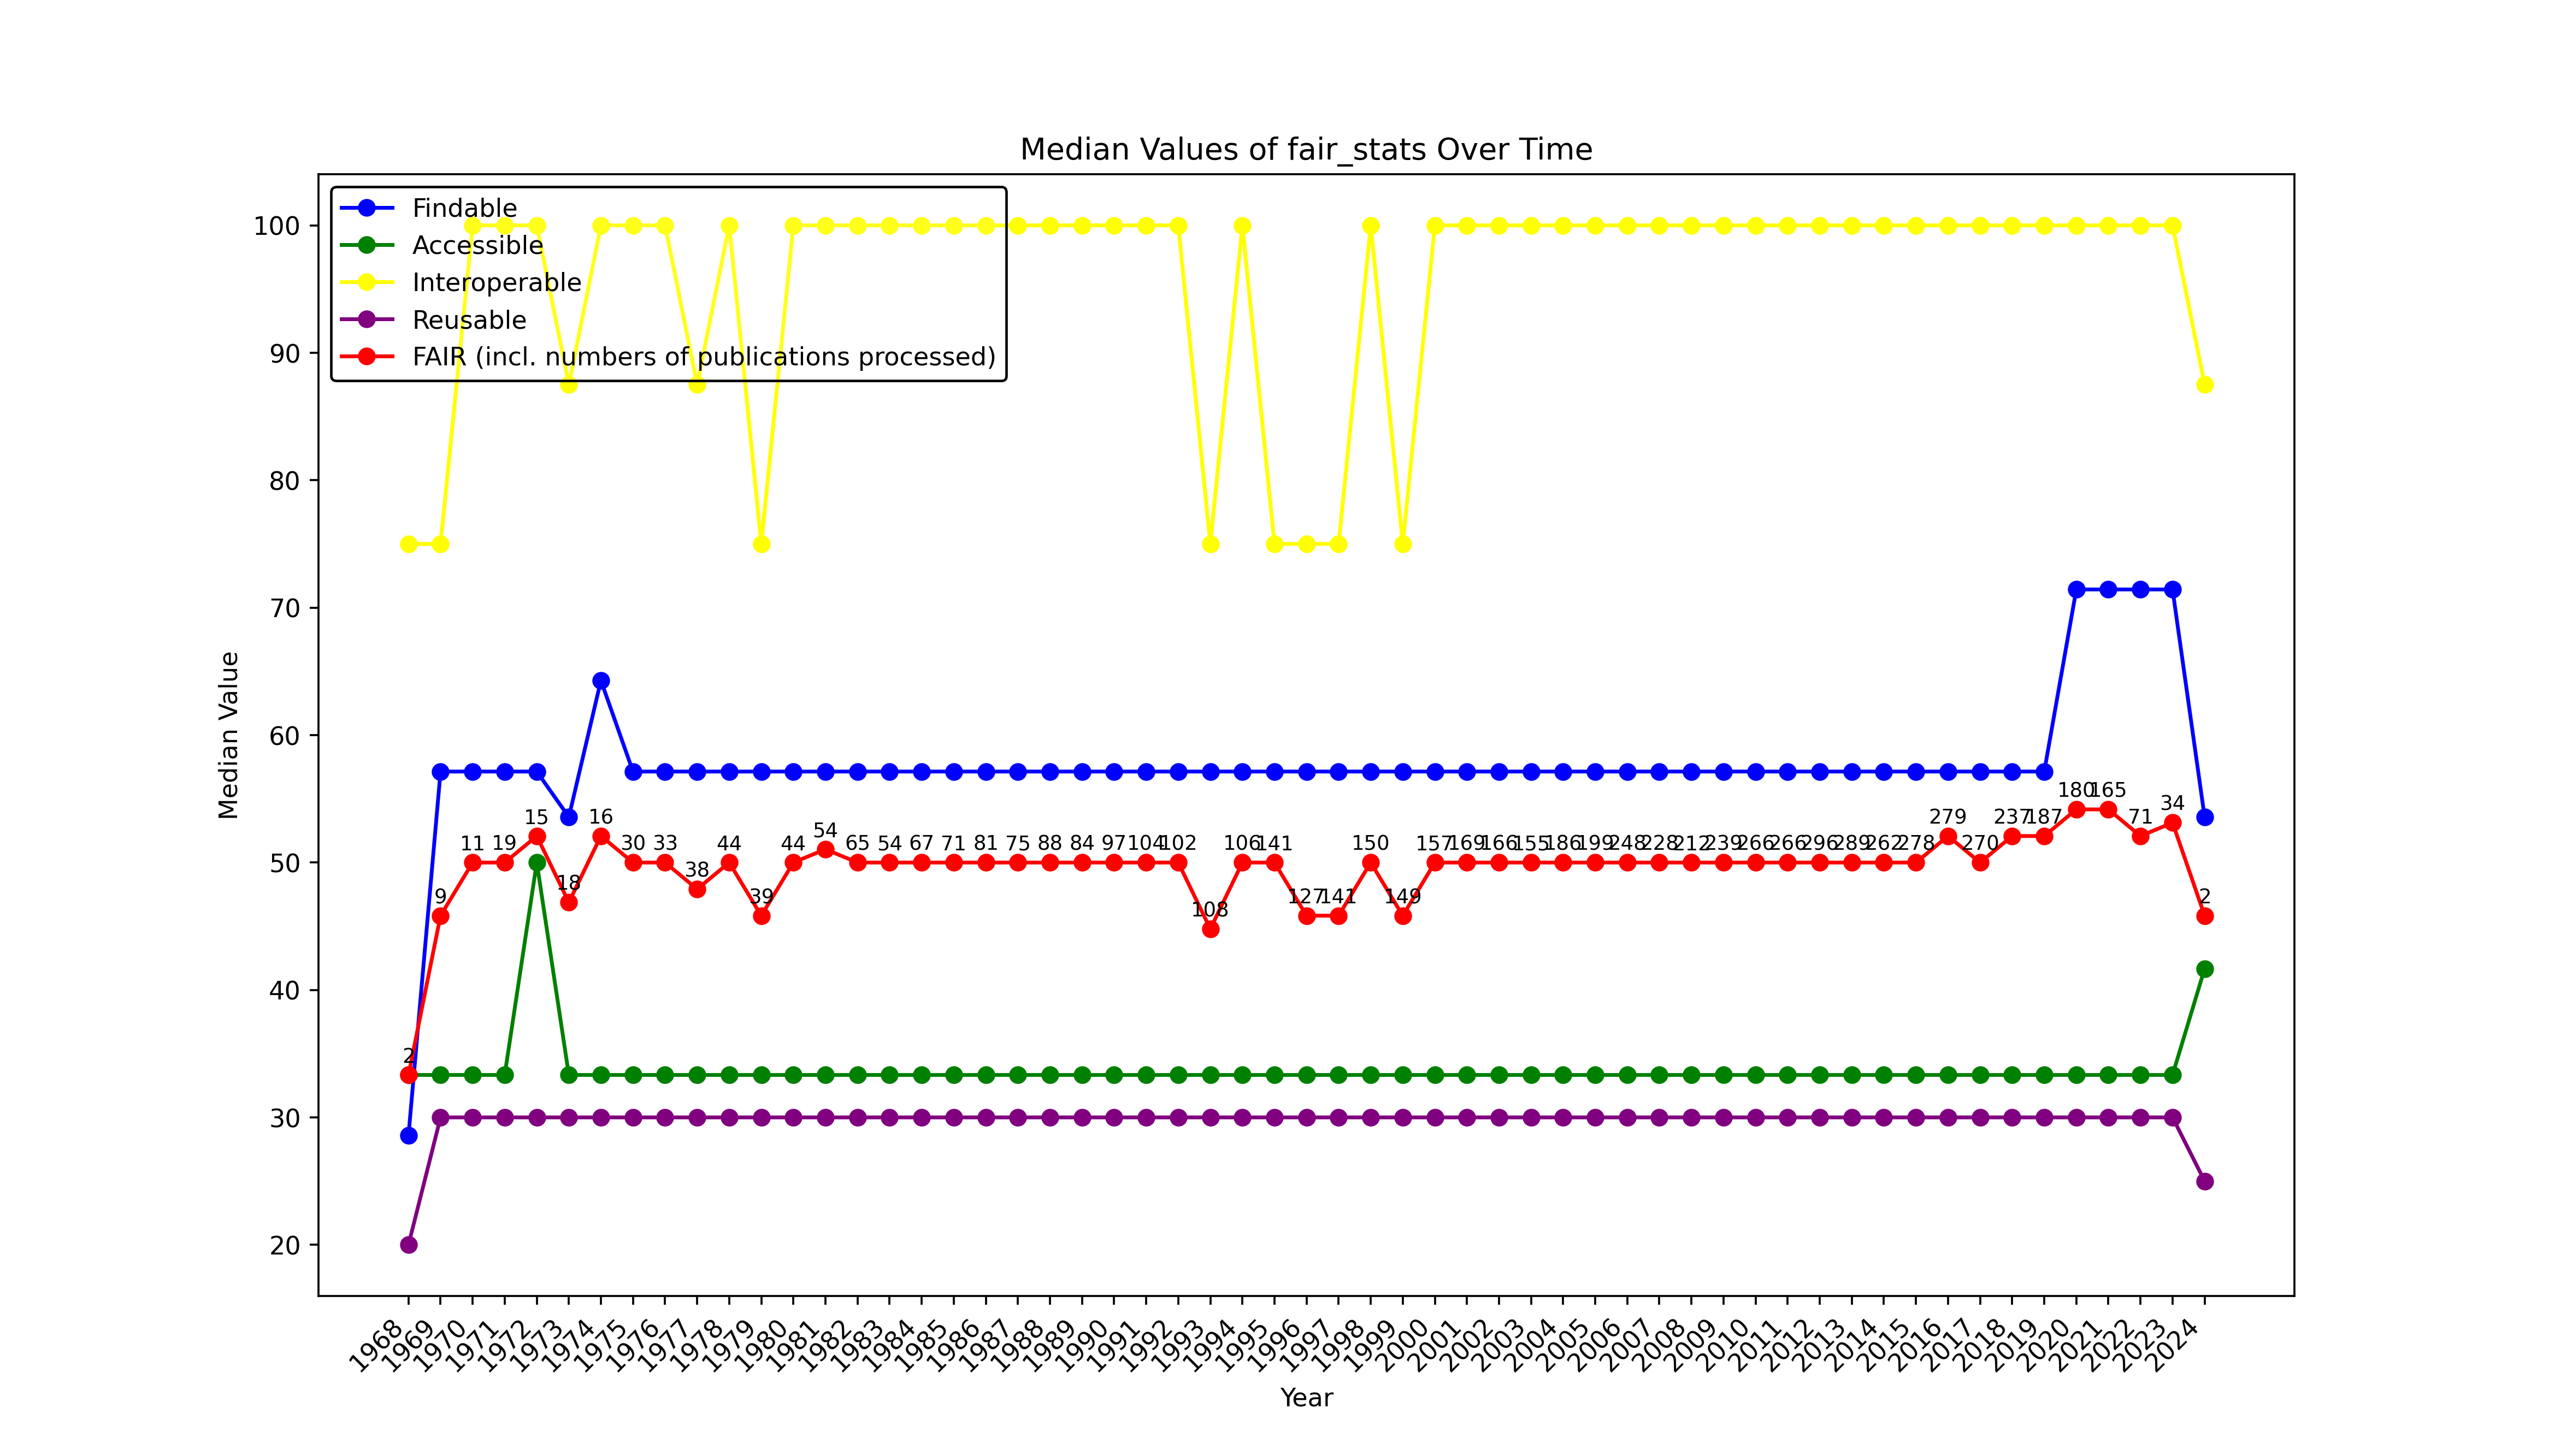 Median Values of fair_stats Over Time
Findable
Accessible
Interoperable
Reusable
FAIR (incl. numbers of publications processed)
Median Value
100
90
80
70
60
50
40
30
20
2 9 11 19 15 18 16 30 33 38 44 39 44 54 65 54 67 71 81 75 88 84 97 104 102 108 106 141 127 141 150 149 157 169 166 155 186 199 248 228 212 239 266 266 296 289 262 278 279 270 237 187 180 165 71 34 2
1968 1969 1970 1971 1972 1973 1974 1975 1976 1977 1978 1979 1980 1981 1982 1983 1984 1985 1986 1987 1988 1989 1990 1991 1992 1993 1994 1995 1996 1997 1998 1999 2000 2001 2002 2003 2004 2005 2006 2007 2008 2009 2010 2011 2012 2013 2014 2015 2016 2017 2018 2019 2020 2021 2022 2023 2024
Year